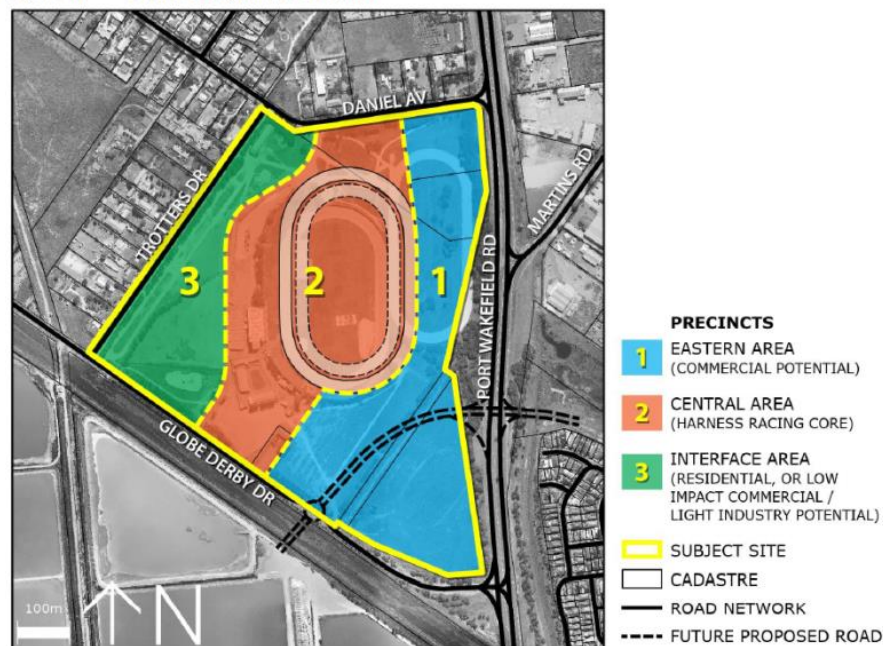 DANIEL AV
TROTTERS DR
MARTINS RD
3
2
1
PORT WAKEFIELD RD
GLOBE DERBY DR
100m
N
PRECINCTS
1 EASTERN AREA
(COMMERCIAL POTENTIAL)
2 CENTRAL AREA
(HARNESS RACING CORE)
3 INTERFACE AREA
(RESIDENTIAL, OR LOW
IMPACT COMMERCIAL /
LIGHT INDUSTRY POTENTIAL)
SUBJECT SITE
CADASTRE
ROAD NETWORK
FUTURE PROPOSED ROAD